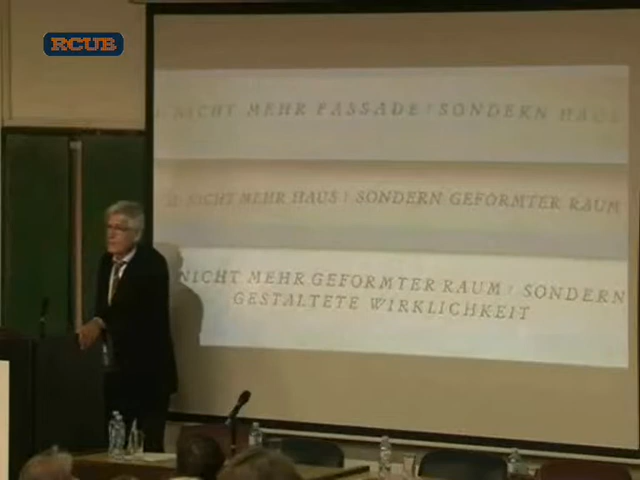 RCUB
NICHT MEHR FASSADE / SONDERN HAUS
NICHT MEHR HAUS / SONDERN GEFORMTER RAUM
NICHT MEHR GEFORMTER RAUM / SONDERN
GESTALTETE WIRKLICHKEIT